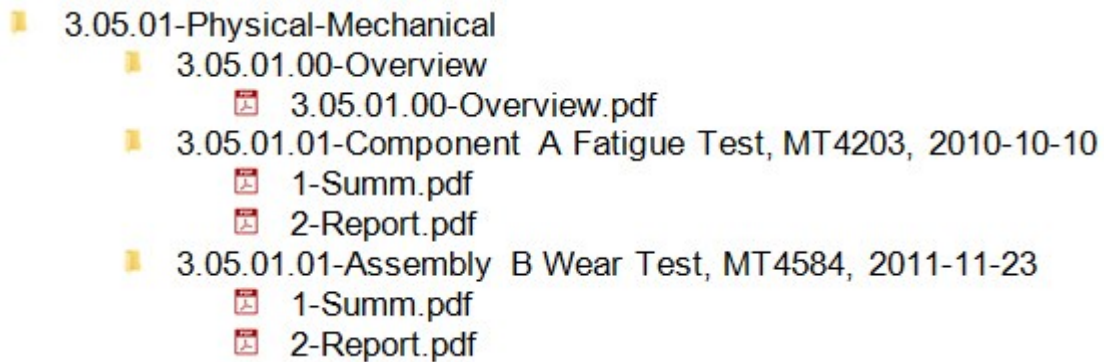 3.05.01-Physical-Mechanical
3.05.01.00-Overview
3.05.01.00-Overview.pdf
3.05.01.01-Component A Fatigue Test, MT4203, 2010-10-10
1-Summ.pdf
2-Report.pdf
3.05.01.01-Assembly B Wear Test, MT4584, 2011-11-23
1-Summ.pdf
2-Report.pdf